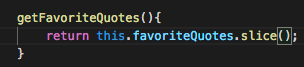 getFavoriteQuotes(){
return this.favoriteQuotes.slice();
}